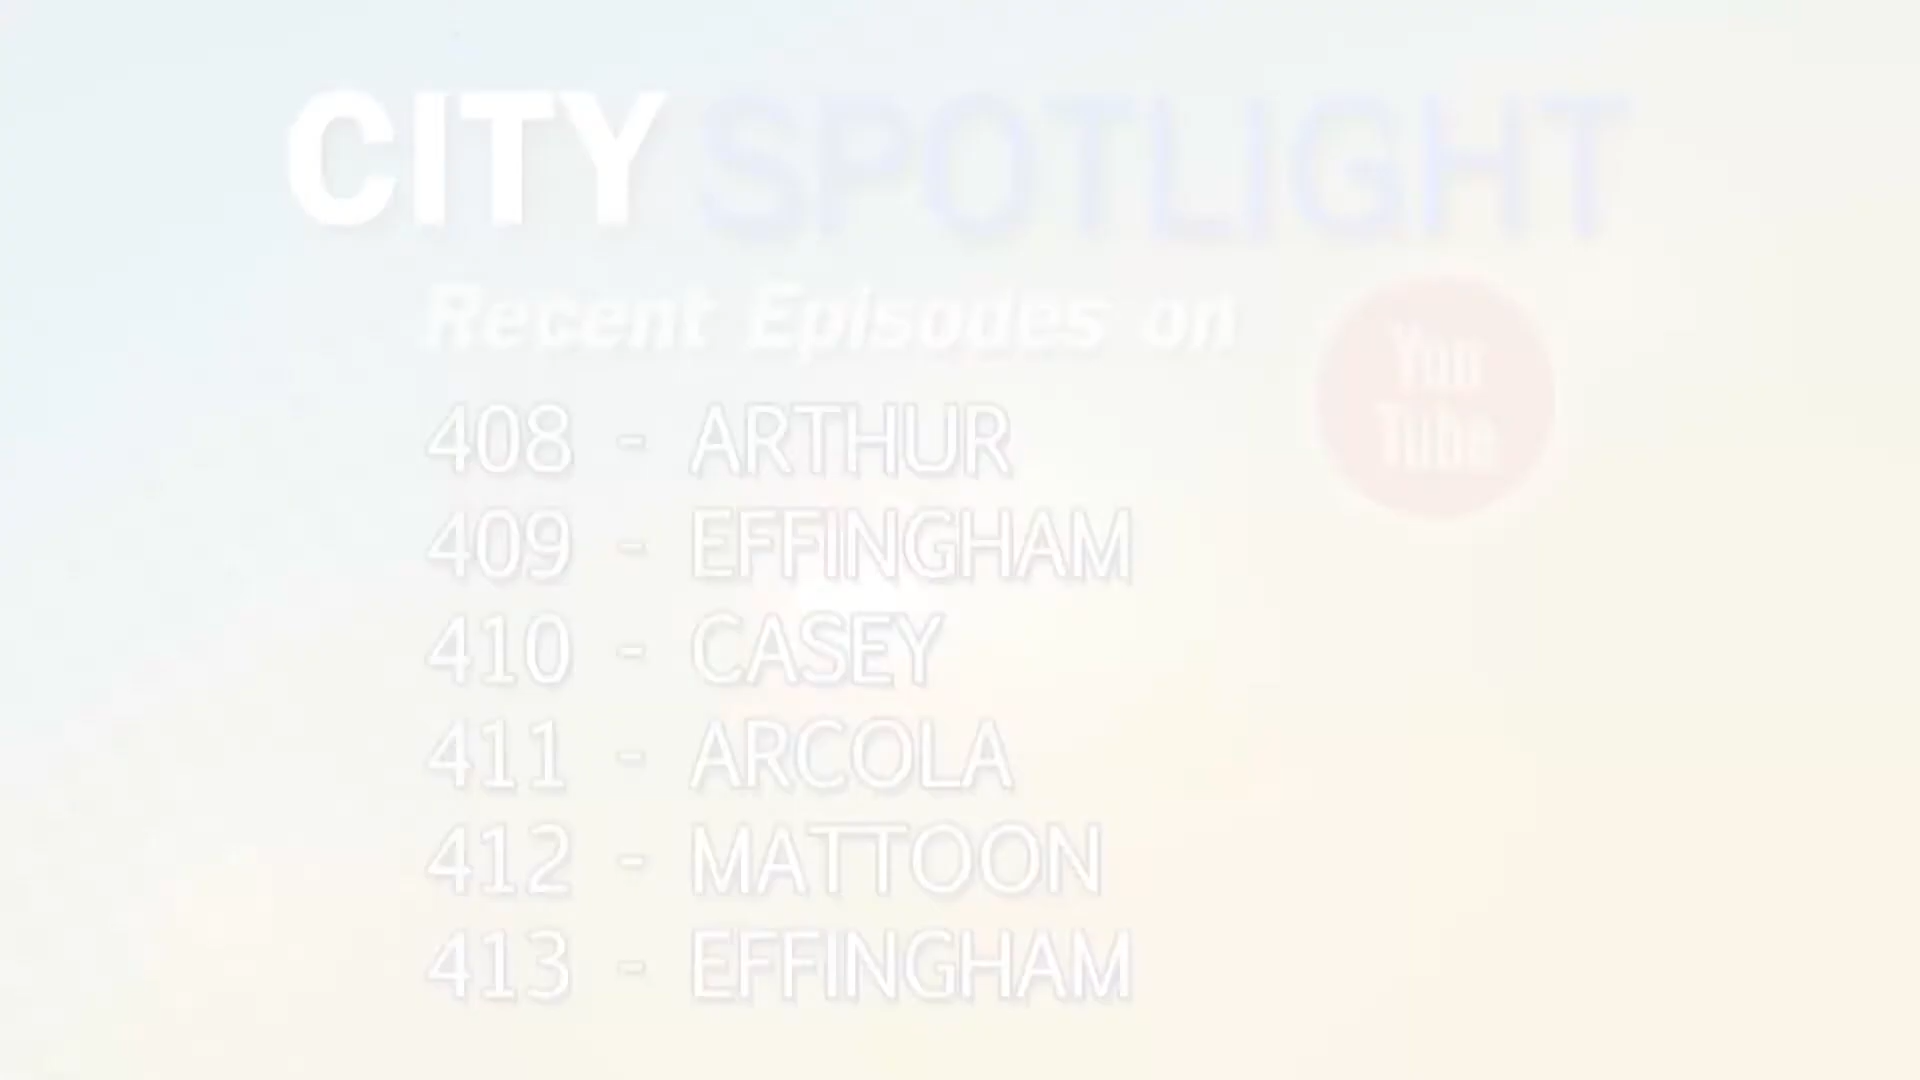 CITY SPOTLIGHT
Recent Episodes on
You
Tube
408 - ARTHUR
409 - EFFINGHAM
410 - CASEY
411 - ARCOLA
412 - MATTOON
413 - EFFINGHAM